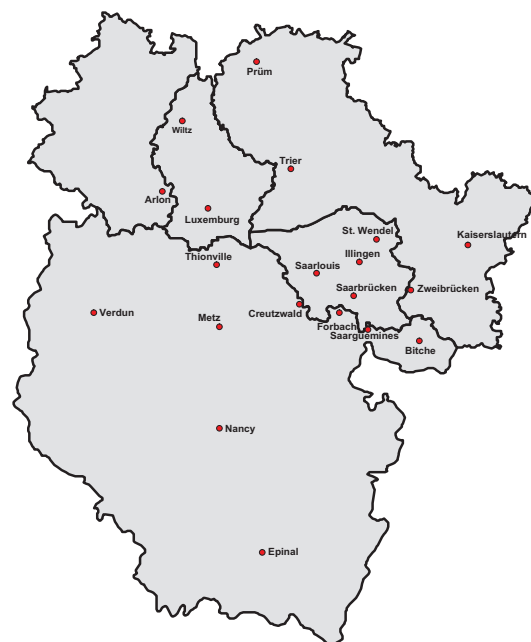 Prüm
Wiltz
Trier
Arlon
Luxemburg
St. Wendel
Kaiserslautern
Thionville
Illingen
Saarlouis
Saarbrücken
Zweibrücken
Verdun
Metz
Creutzwald
Forbach
Saarguemines
Bitche
Nancy
Epinal